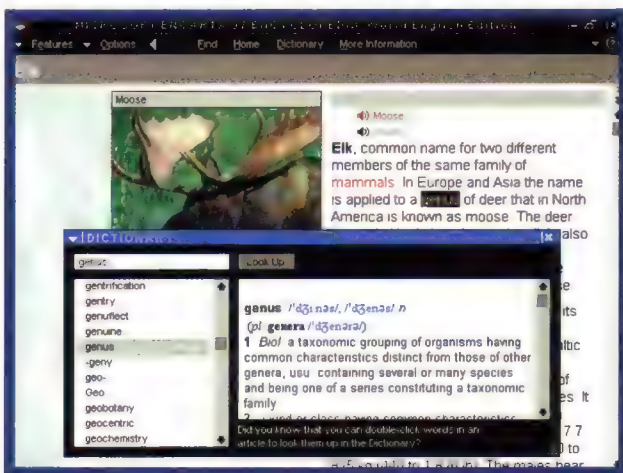 Features Options Find Home Dictionary More Information
Moose
Moose
Elk, common name for two different
members of the same family of
mammals. In Europe and Asia the name
is applied to a genus of deer that in North
America is known as moose. The deer
also
DICTIONARY
genus
Look Up
gentrification
gentry
genuflect
genuine
genus
-geny
geo-
Geo
geobotany
geocentric
geochemistry
genus /'dʒi nəs/, /'dʒenəs/ n
(pl genera /'dʒenərə/)
1 Biol a taxonomic grouping of organisms having
common characteristics distinct from those of other
genera, usu containing several or many species
and being one of a series constituting a taxonomic
family
Did you know that you can double-click words in an
article to look them up in the Dictionary?
its
of
It
7 7
to
The males bear